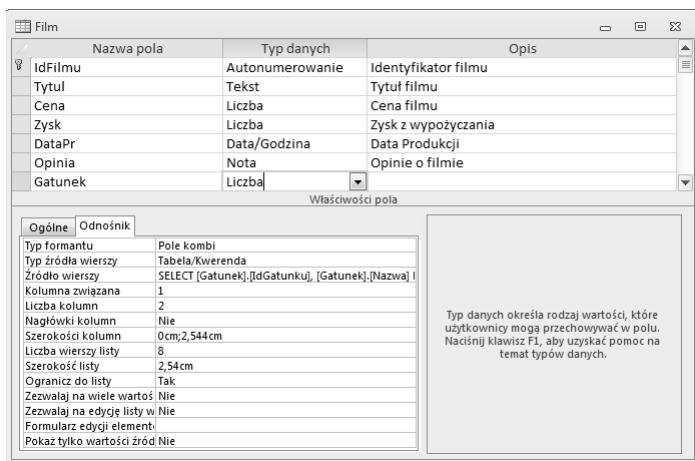 Film
Nazwa pola Typ danych Opis
IdFilmu Autonumerowanie Identyfikator filmu
Tytul Tekst Tytuł filmu
Cena Liczba Cena filmu
Zysk Liczba Zysk z wypożyczania
DataPr Data/Godzina Data Produkcji
Opinia Nota Opinie o filmie
Gatunek Liczba
Właściwości pola
Ogólne Odnośnik
Typ formantu Pole kombi
Typ źródła wierszy Tabela/Kwerenda
Źródło wierszy SELECT [Gatunek].[IdGatunku], [Gatunek].[Nazwa] I
Kolumna związana 1
Liczba kolumn 2
Nagłówki kolumn Nie
Szerokości kolumn 0cm;2,544cm
Liczba wierszy listy 8
Szerokość listy 2,54cm
Ogranicz do listy Tak
Zezwalaj na wiele wartoś Nie
Zezwalaj na edycję listy w Nie
Formularz edycji element
Pokaż tylko wartości źród Nie
Typ danych określa rodzaj wartości, które
użytkownicy mogą przechowywać w polu.
Naciśnij klawisz F1, aby uzyskać pomoc na
temat typów danych.